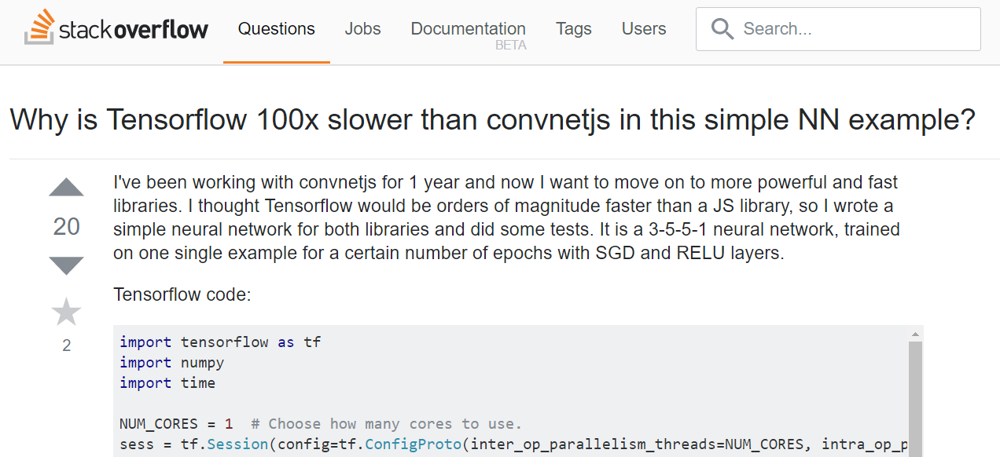 stackoverflow Questions Jobs Documentation Tags Users Search...
BETA
Why is Tensorflow 100x slower than convnetjs in this simple NN example?
I've been working with convnetjs for 1 year and now I want to move on to more powerful and fast
libraries. I thought Tensorflow would be orders of magnitude faster than a JS library, so I wrote a
20
simple neural network for both libraries and did some tests. It is a 3-5-5-1 neural network, trained
on one single example for a certain number of epochs with SGD and RELU layers.
Tensorflow code:
2
import tensorflow as tf
import numpy
import time
NUM_CORES = 1  # Choose how many cores to use.
sess = tf.Session(config=tf.ConfigProto(inter_op_parallelism_threads=NUM_CORES, intra_op_p